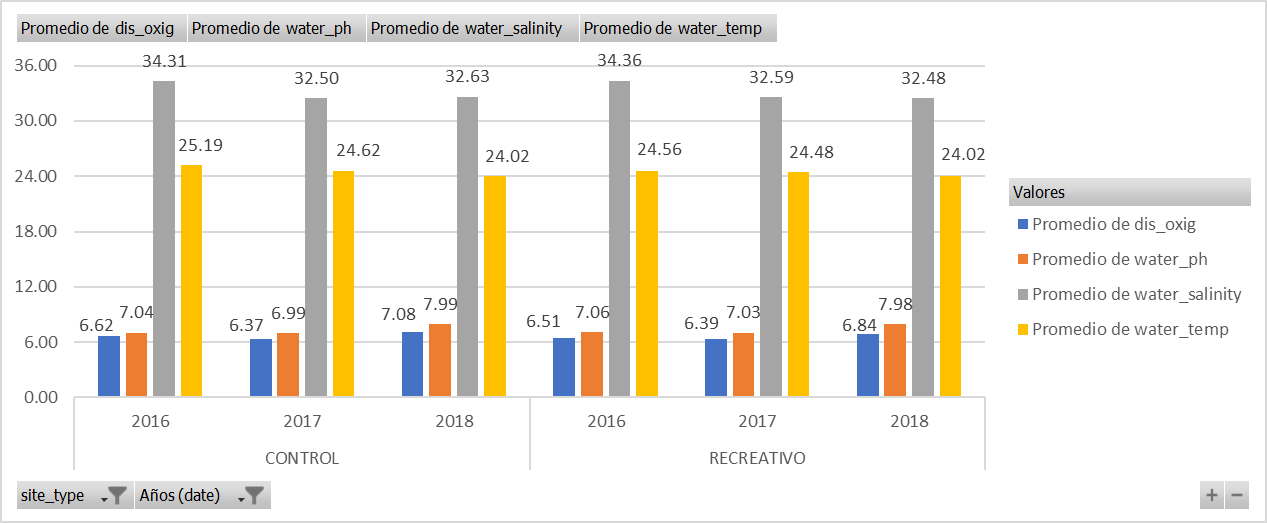 Promedio de dis_oxig Promedio de water_ph Promedio de water_salinity Promedio de water_temp
36.00
30.00
24.00
18.00
12.00
6.00
0.00
6.62 7.04 34.31 25.19
6.37 6.99 32.50 24.62
7.08 7.99 32.63 24.02
6.51 7.06 34.36 24.56
6.39 7.03 32.59 24.48
6.84 7.98 32.48 24.02
2016 2017 2018 2016 2017 2018
CONTROL RECREATIVO
Valores
Promedio de dis_oxig
Promedio de water_ph
Promedio de water_salinity
Promedio de water_temp
site_type Años (date)
+ −